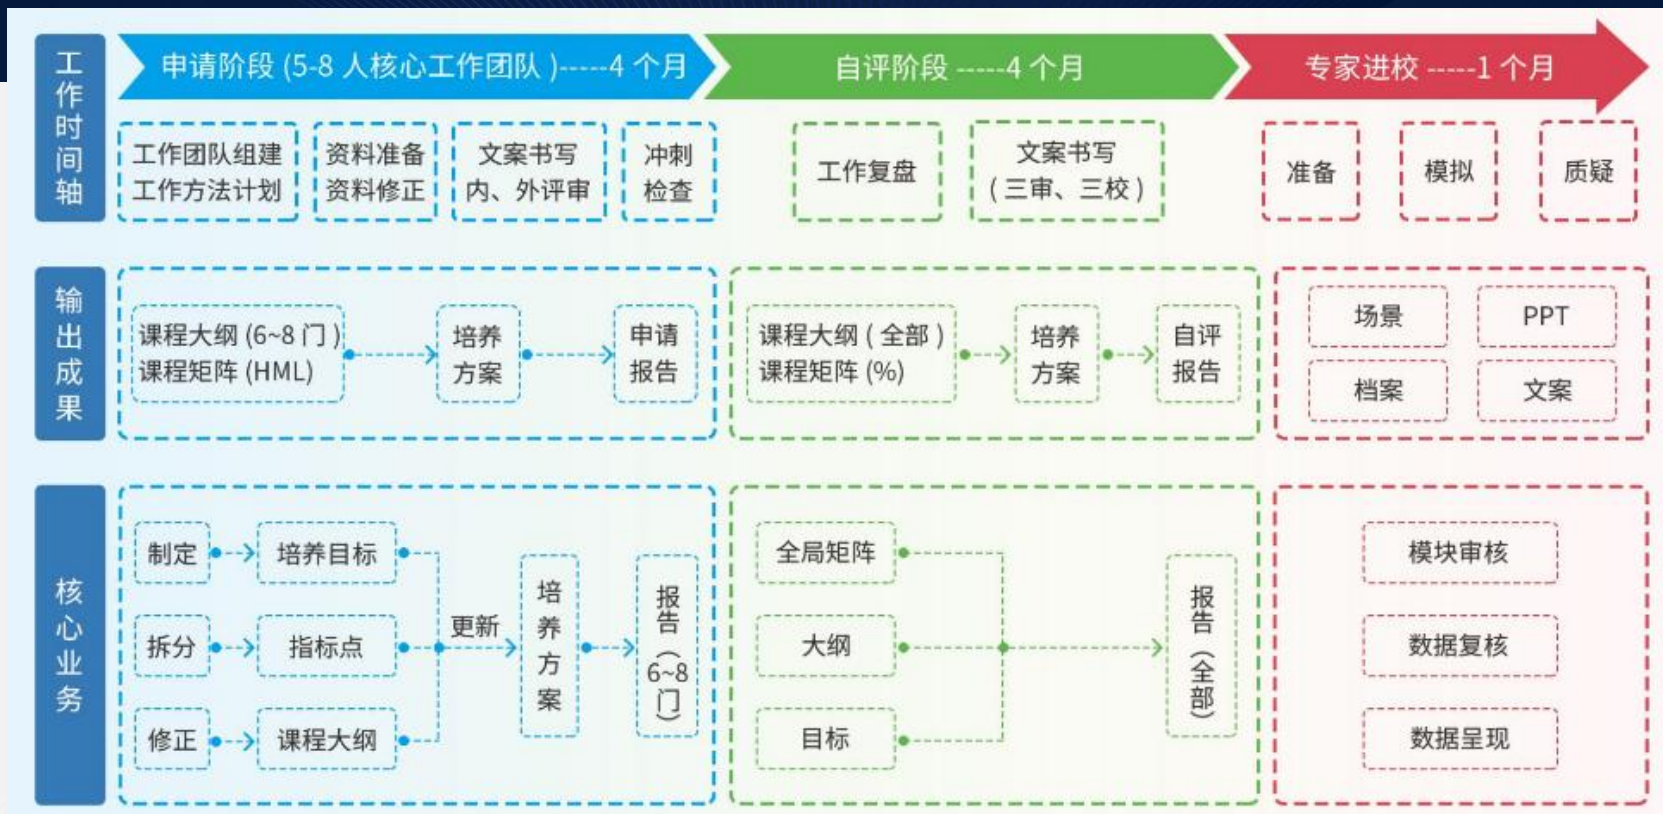 工作时间轴
申请阶段 (5-8 人核心工作团队 )-----4 个月
自评阶段 -----4 个月
专家进校 -----1 个月
工作团队组建
工作方法计划
资料准备
资料修正
文案书写
内、外评审
冲刺
检查
工作复盘
文案书写
( 三审、三校 )
准备
模拟
质疑
输出成果
课程大纲 (6~8 门 )
课程矩阵 (HML)
培养
方案
申请
报告
课程大纲 ( 全部 )
课程矩阵 (%)
培养
方案
自评
报告
场景
PPT
档案
文案
核心业务
制定
培养目标
拆分
指标点
修正
课程大纲
更新
培养方案
报告（6~8门）
全局矩阵
大纲
目标
报告（全部）
模块审核
数据复核
数据呈现